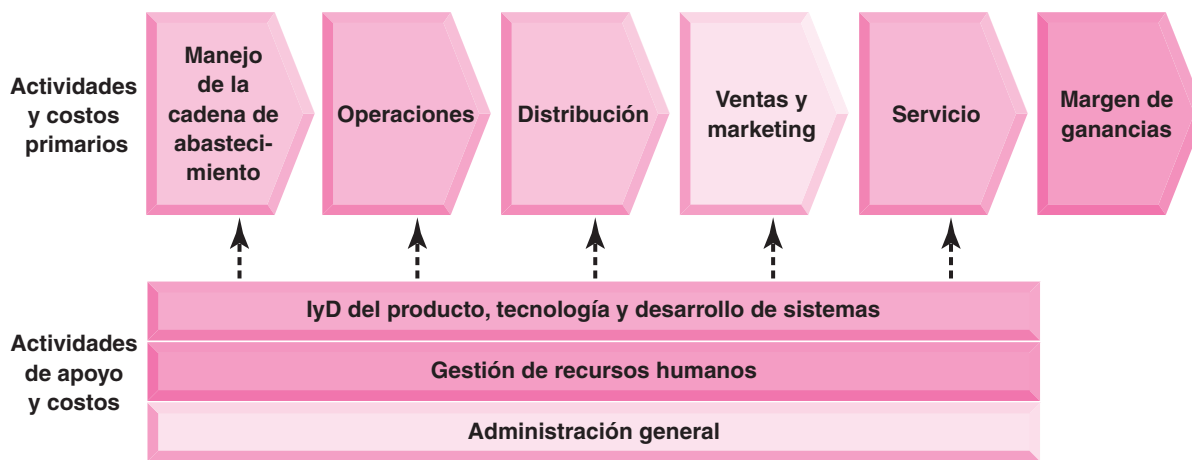 Actividades
y costos
primarios
Manejo
de la
cadena de
abasteci-
miento
Operaciones
Distribución
Ventas y
marketing
Servicio
Margen de
ganancias
Actividades
de apoyo
y costos
IyD del producto, tecnología y desarrollo de sistemas
Gestión de recursos humanos
Administración general